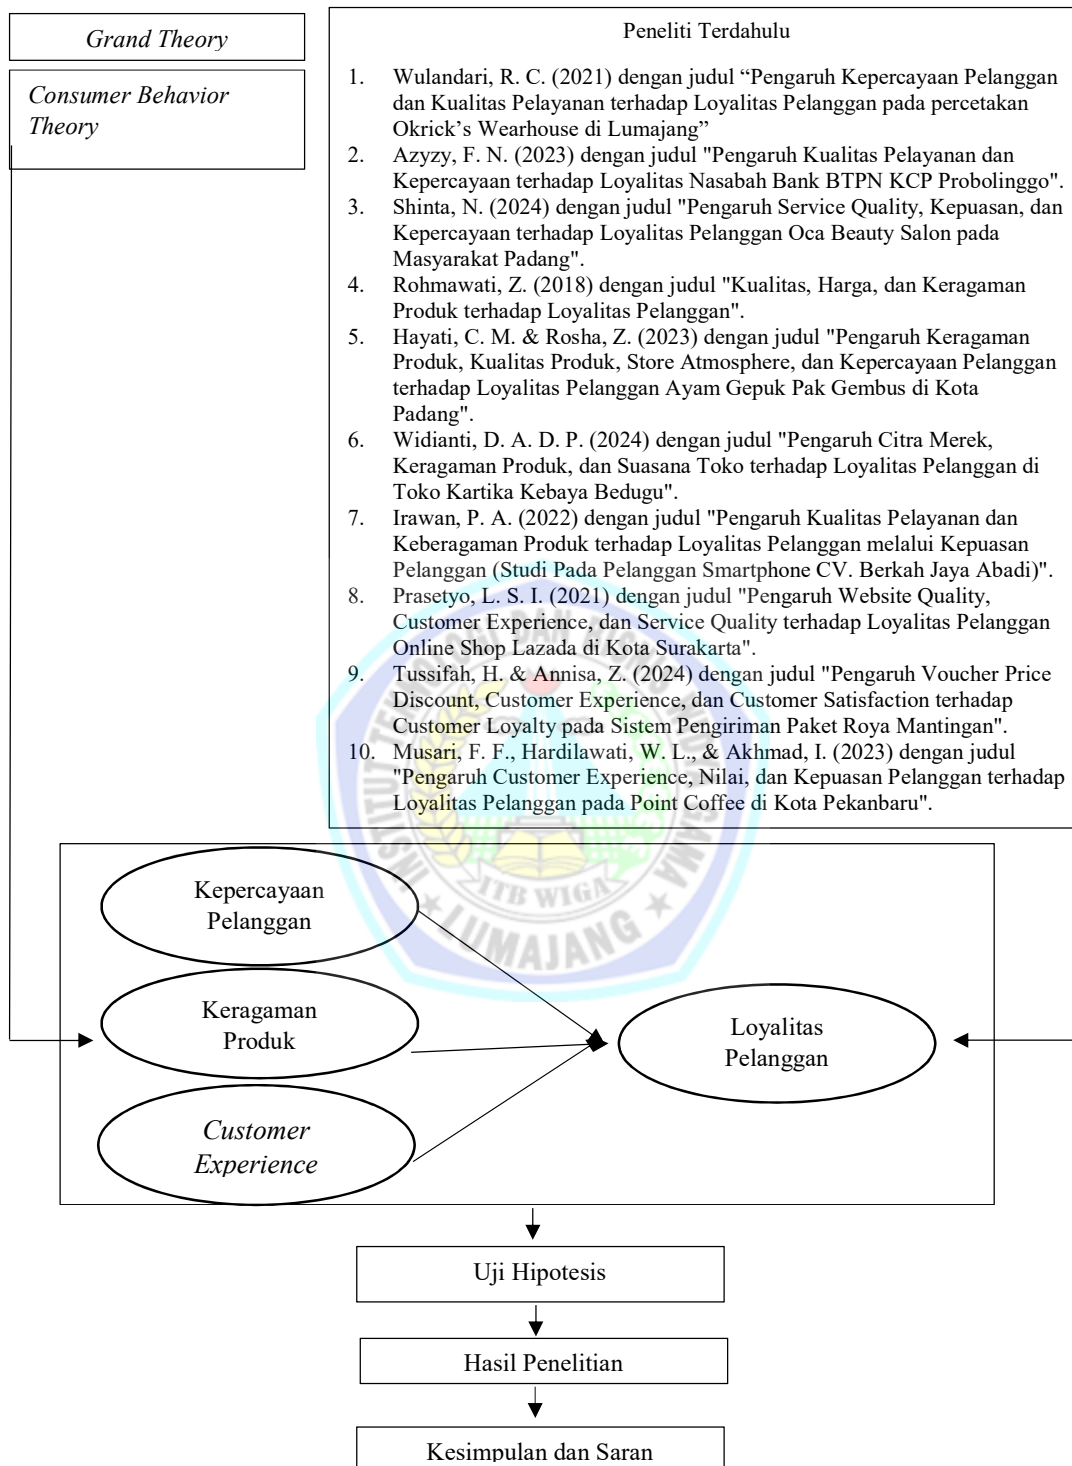 Grand Theory
Consumer Behavior
Theory
Peneliti Terdahulu
1. Wulandari, R. C. (2021) dengan judul “Pengaruh Kepercayaan Pelanggan
dan Kualitas Pelayanan terhadap Loyalitas Pelanggan pada percetakan
Okrick’s Wearhouse di Lumajang”
2. Azyzy, F. N. (2023) dengan judul "Pengaruh Kualitas Pelayanan dan
Kepercayaan terhadap Loyalitas Nasabah Bank BTPN KCP Probolinggo".
3. Shinta, N. (2024) dengan judul "Pengaruh Service Quality, Kepuasan, dan
Kepercayaan terhadap Loyalitas Pelanggan Oca Beauty Salon pada
Masyarakat Padang".
4. Rohmawati, Z. (2018) dengan judul "Kualitas, Harga, dan Keragaman
Produk terhadap Loyalitas Pelanggan".
5. Hayati, C. M. & Rosha, Z. (2023) dengan judul "Pengaruh Keragaman
Produk, Kualitas Produk, Store Atmosphere, dan Kepercayaan Pelanggan
terhadap Loyalitas Pelanggan Ayam Gepuk Pak Gembus di Kota
Padang".
6. Widianti, D. A. D. P. (2024) dengan judul "Pengaruh Citra Merek,
Keragaman Produk, dan Suasana Toko terhadap Loyalitas Pelanggan di
Toko Kartika Kebaya Bedugu".
7. Irawan, P. A. (2022) dengan judul "Pengaruh Kualitas Pelayanan dan
Keberagaman Produk terhadap Loyalitas Pelanggan melalui Kepuasan
Pelanggan (Studi Pada Pelanggan Smartphone CV. Berkah Jaya Abadi)".
8. Prasetyo, L. S. I. (2021) dengan judul "Pengaruh Website Quality,
Customer Experience, dan Service Quality terhadap Loyalitas Pelanggan
Online Shop Lazada di Kota Surakarta".
9. Tussifah, H. & Annisa, Z. (2024) dengan judul "Pengaruh Voucher Price
Discount, Customer Experience, dan Customer Satisfaction terhadap
Customer Loyalty pada Sistem Pengiriman Paket Roya Mantingan".
10. Musari, F. F., Hardilawati, W. L., & Akhmad, I. (2023) dengan judul
"Pengaruh Customer Experience, Nilai, dan Kepuasan Pelanggan terhadap
Loyalitas Pelanggan pada Point Coffee di Kota Pekanbaru".
INSTITUT TEKNOLOGI DAN BISNIS WIDYA GAMA
ITB WIGA
LUMAJANG
Kepercayaan
Pelanggan
Keragaman
Produk
Customer
Experience
Loyalitas
Pelanggan
Uji Hipotesis
Hasil Penelitian
Kesimpulan dan Saran